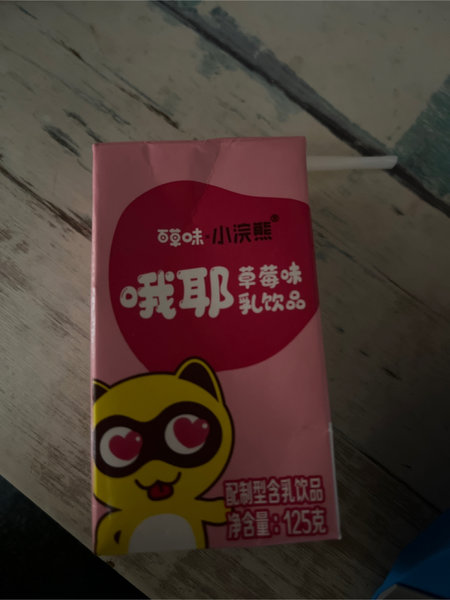 百草味·小浣熊®
哦耶 草莓味
乳饮品
配制型含乳饮品
净含量：125克